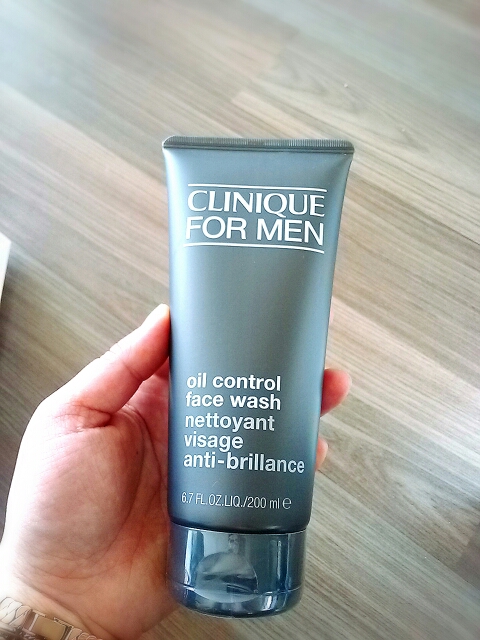 CLINIQUE
FOR MEN
oil control
face wash
nettoyant
visage
anti-brillance
6.7 FL.OZ.LIQ./200 ml ℮